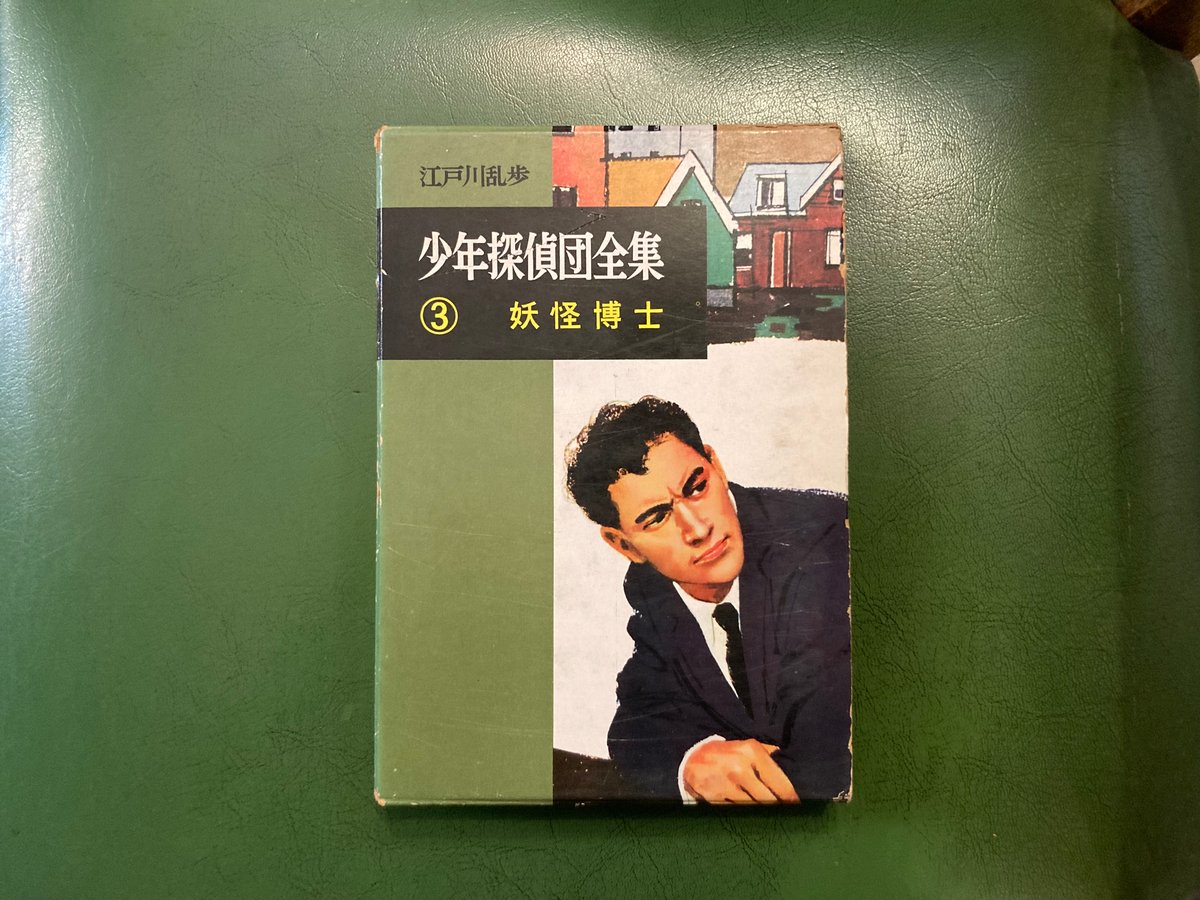 江戸川乱歩
少年探偵団全集
③ 妖怪博士